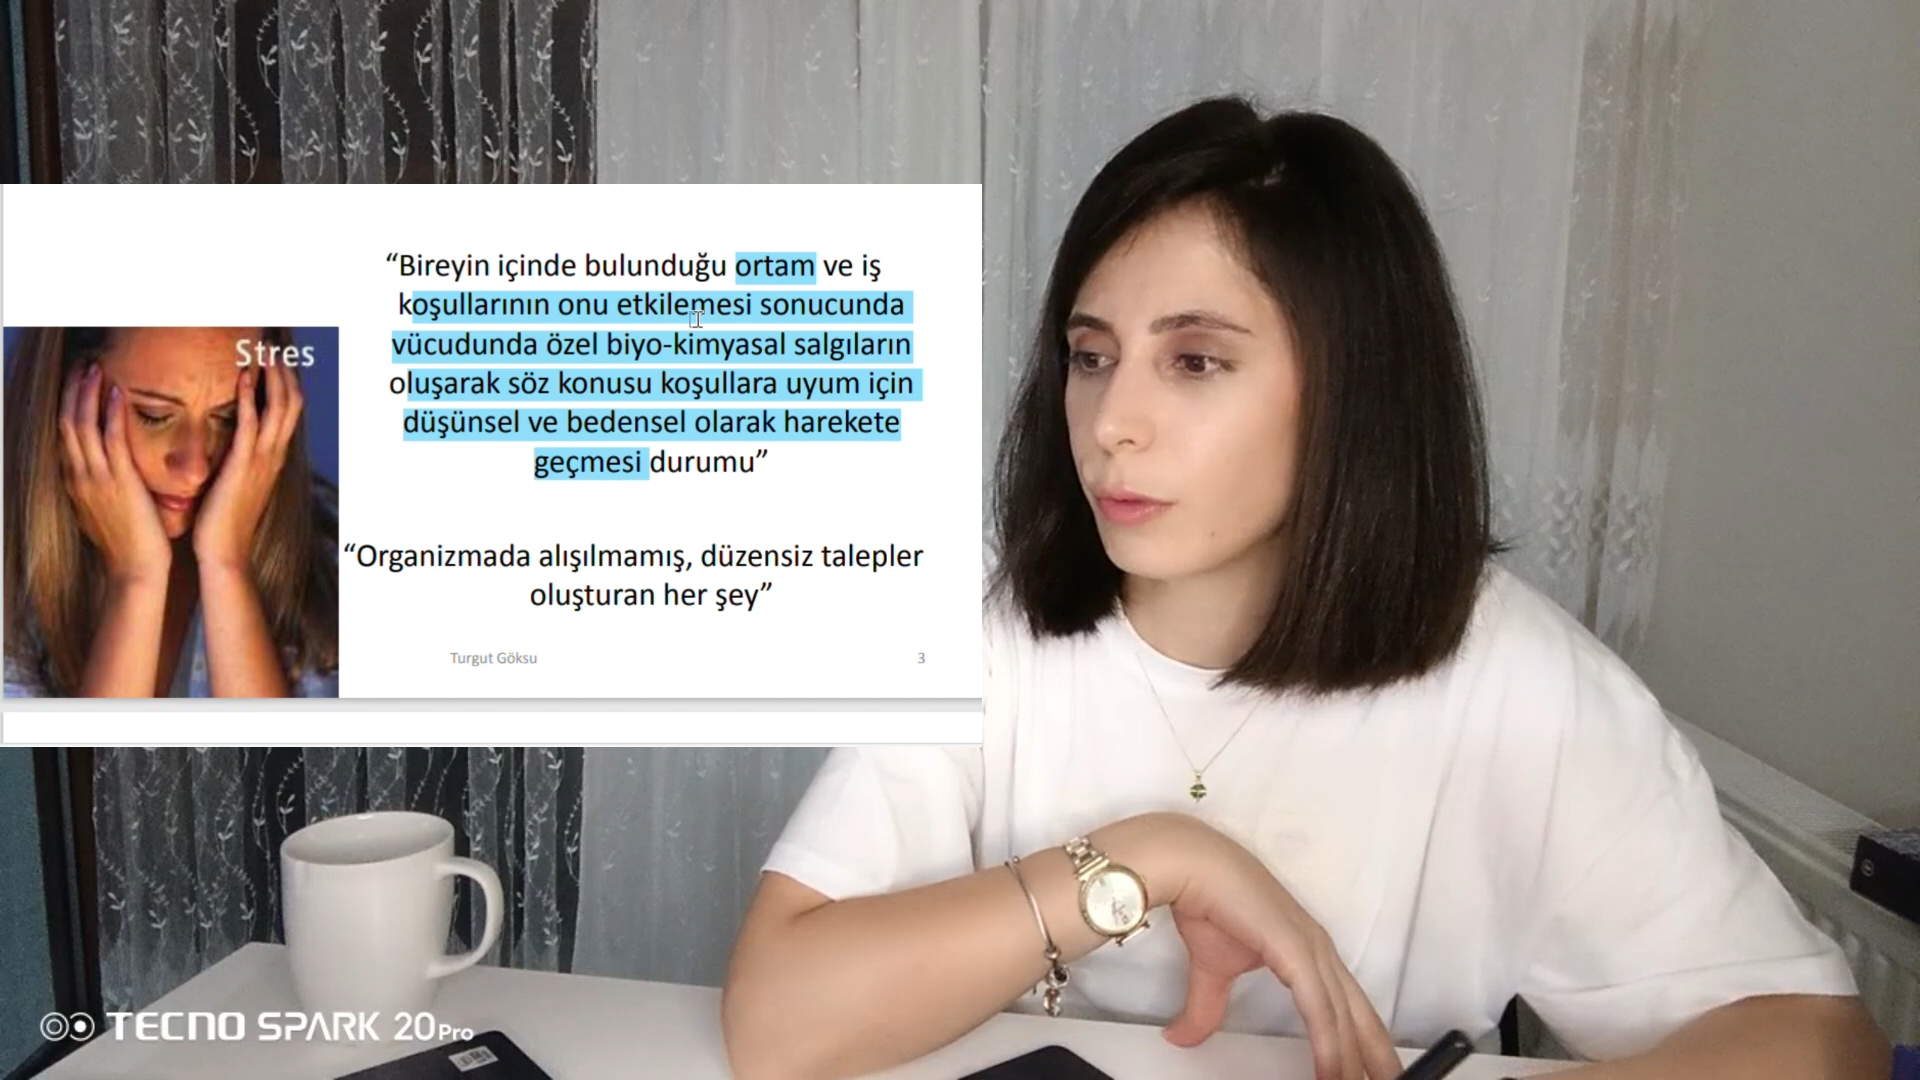 “Bireyin içinde bulunduğu ortam ve iş
koşullarının onu etkilemesi sonucunda
vücudunda özel biyo-kimyasal salgıların
oluşarak söz konusu koşullara uyum için
düşünsel ve bedensel olarak harekete
geçmesi durumu”
Stres
“Organizmada alışılmamış, düzensiz talepler
oluşturan her şey”
Turgut Göksu
3
TECNO SPARK 20Pro